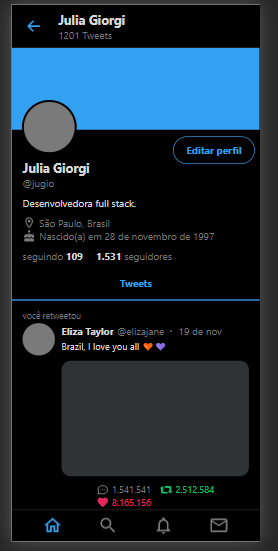 Julia Giorgi
1201 Tweets
Editar perfil
Julia Giorgi
@jugio
Desenvolvedora full stack.
São Paulo, Brasil
Nascido(a) em 28 de novembro de 1997
seguindo 109 1.531 seguidores
Tweets
você retweetou
Eliza Taylor @elizajane · 19 de nov
Brazil, I love you all 🧡💜
1.541.541 2.512.584
8.165.156